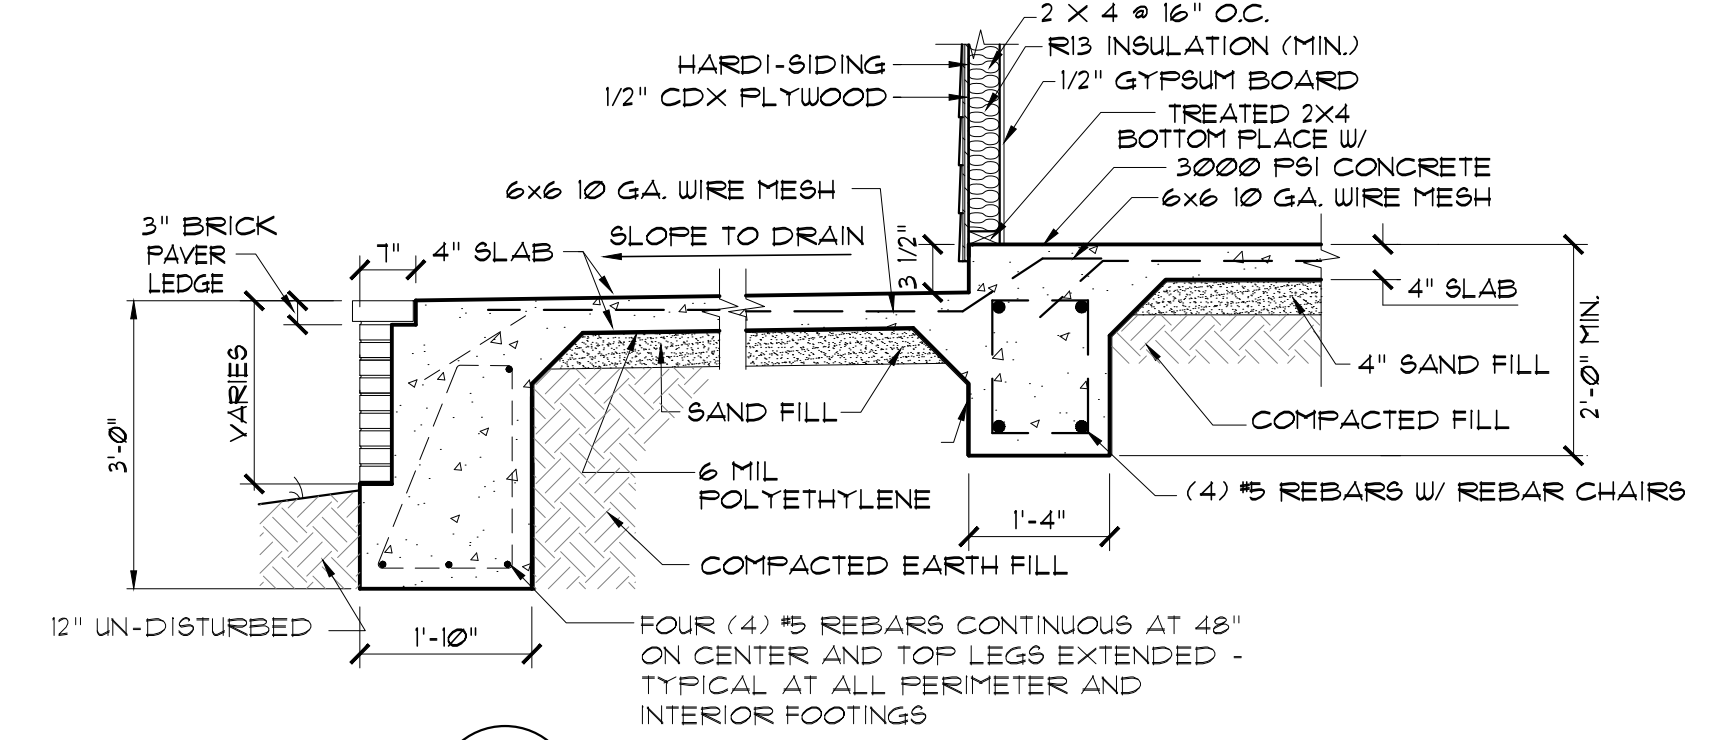 2 X 4 @ 16" O.C.
HARDI-SIDING
R13 INSULATION (MIN.)
1/2" CDX PLYWOOD
1/2" GYPSUM BOARD
TREATED 2X4
BOTTOM PLACE W/
3000 PSI CONCRETE
6x6 10 GA. WIRE MESH
6x6 10 GA. WIRE MESH
3" BRICK
PAVER
LEDGE
7"
4" SLAB
SLOPE TO DRAIN
3 1/2"
4" SLAB
VARIES
3'-0"
2'-0" MIN.
4" SAND FILL
SAND FILL
COMPACTED FILL
6 MIL
POLYETHYLENE
(4) #5 REBARS W/ REBAR CHAIRS
1'-4"
COMPACTED EARTH FILL
12" UN-DISTURBED
1'-10"
FOUR (4) #5 REBARS CONTINUOUS AT 48"
ON CENTER AND TOP LEGS EXTENDED -
TYPICAL AT ALL PERIMETER AND
INTERIOR FOOTINGS